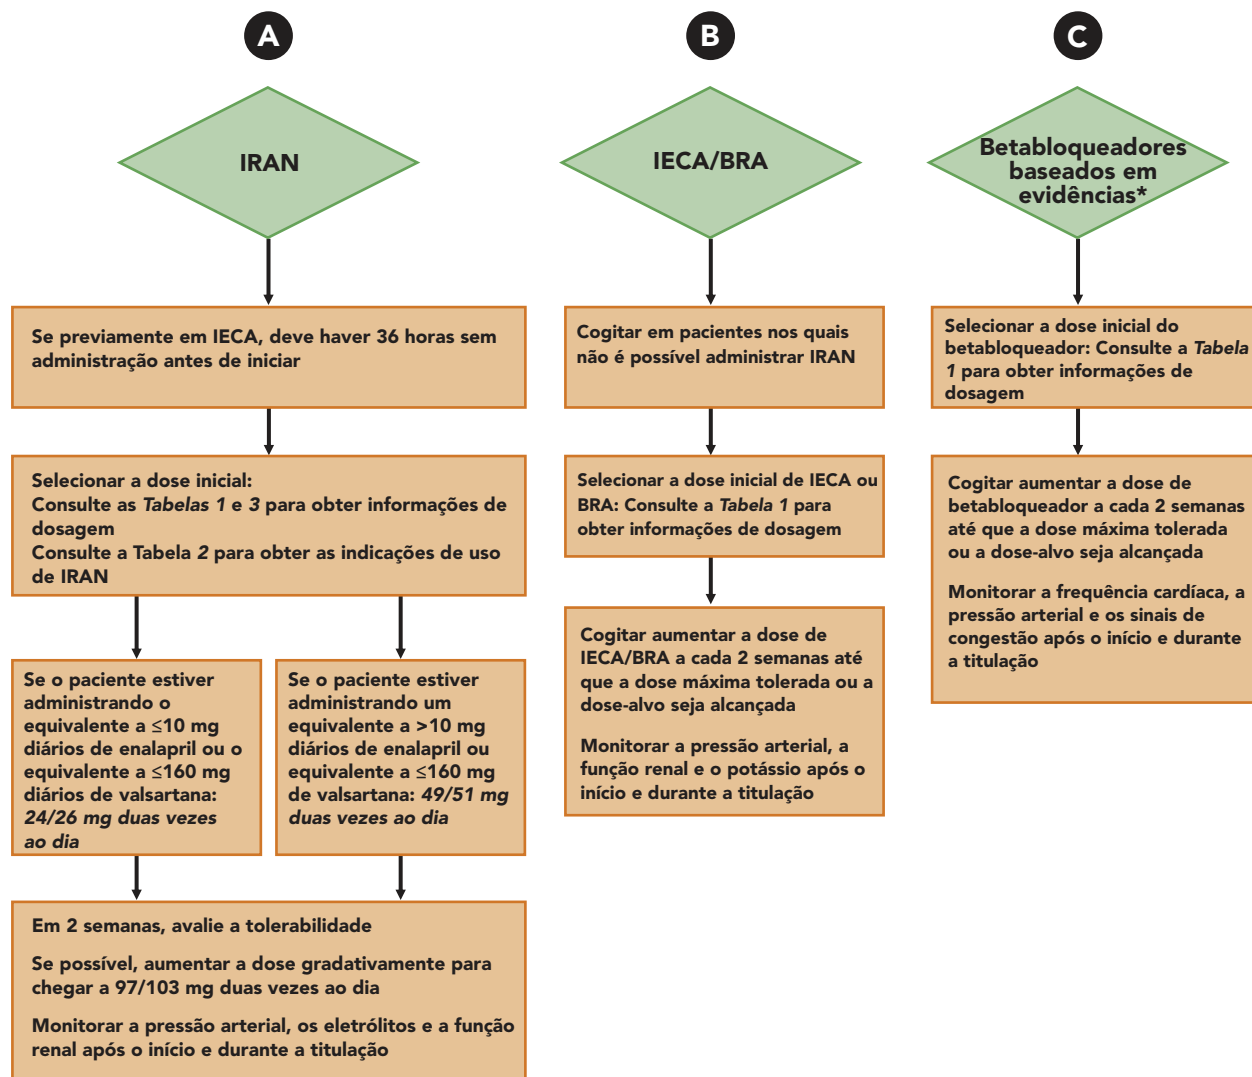 A
IRAN
Se previamente em IECA, deve haver 36 horas sem
administração antes de iniciar
Selecionar a dose inicial:
Consulte as Tabelas 1 e 3 para obter informações de
dosagem
Consulte a Tabela 2 para obter as indicações de uso
de IRAN
Se o paciente estiver
administrando o
equivalente a ≤10 mg
diários de enalapril ou o
equivalente a ≤160 mg
diários de valsartana:
24/26 mg duas vezes
ao dia
Se o paciente estiver
administrando um
equivalente a >10 mg
diários de enalapril ou
equivalente a ≤160 mg
de valsartana: 49/51 mg
duas vezes ao dia
Em 2 semanas, avalie a tolerabilidade
Se possível, aumentar a dose gradativamente para
chegar a 97/103 mg duas vezes ao dia
Monitorar a pressão arterial, os eletrólitos e a função
renal após o início e durante a titulação
B
IECA/BRA
Cogitar em pacientes nos quais
não é possível administrar IRAN
Selecionar a dose inicial de IECA ou
BRA: Consulte a Tabela 1 para
obter informações de dosagem
Cogitar aumentar a dose de
IECA/BRA a cada 2 semanas até
que a dose máxima tolerada ou a
dose-alvo seja alcançada
Monitorar a pressão arterial, a
função renal e o potássio após o
início e durante a titulação
C
Betabloqueadores
baseados em
evidências*
Selecionar a dose inicial do
betabloqueador: Consulte a Tabela
1 para obter informações de
dosagem
Cogitar aumentar a dose de
betabloqueador a cada 2 semanas
até que a dose máxima tolerada
ou a dose-alvo seja alcançada
Monitorar a frequência cardíaca, a
pressão arterial e os sinais de
congestão após o início e durante
a titulação